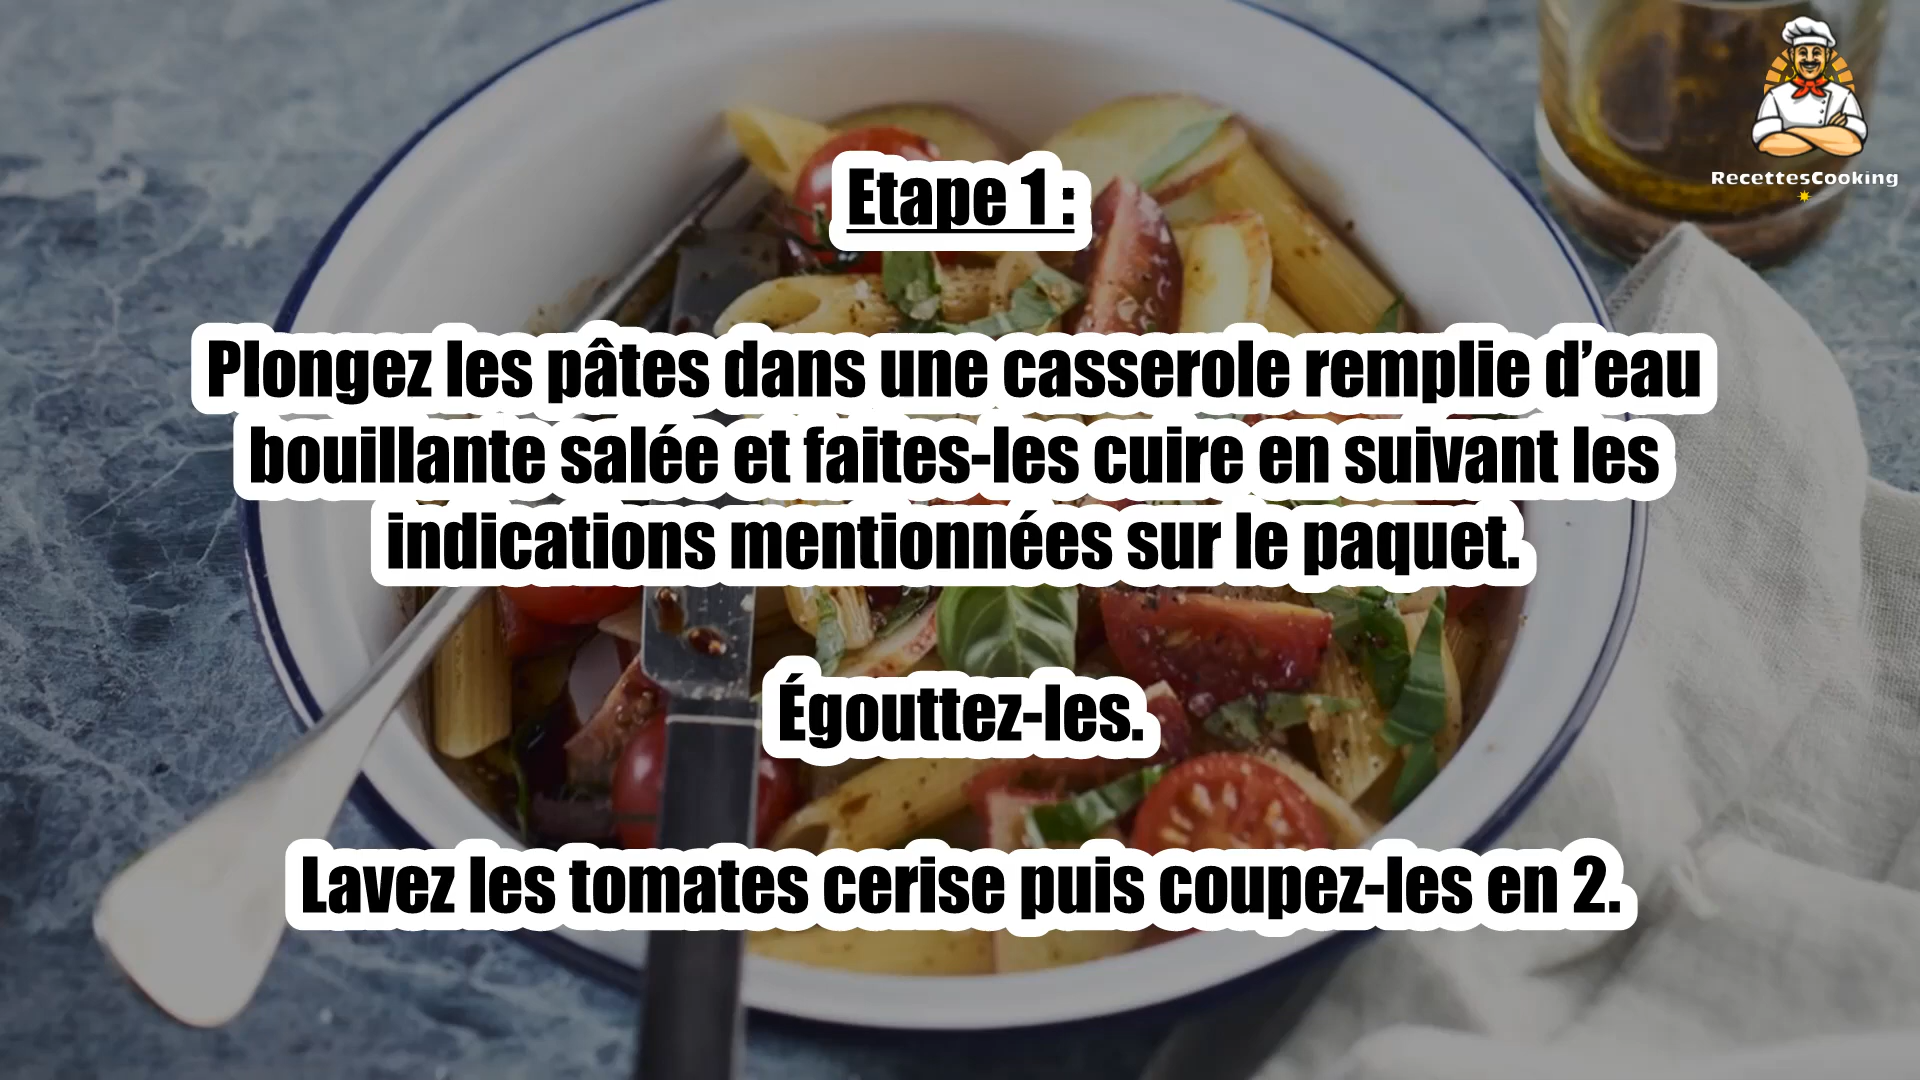 RecettesCooking
Etape 1 :
Plongez les pâtes dans une casserole remplie d’eau
bouillante salée et faites-les cuire en suivant les
indications mentionnées sur le paquet.
Égouttez-les.
Lavez les tomates cerise puis coupez-les en 2.